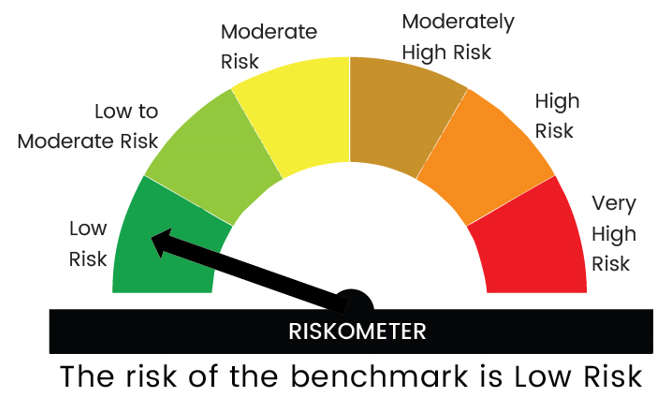 Moderate
Risk
Moderately
High Risk
Low to
Moderate Risk
High
Risk
Low
Risk
Very
High
Risk
RISKOMETER
The risk of the benchmark is Low Risk